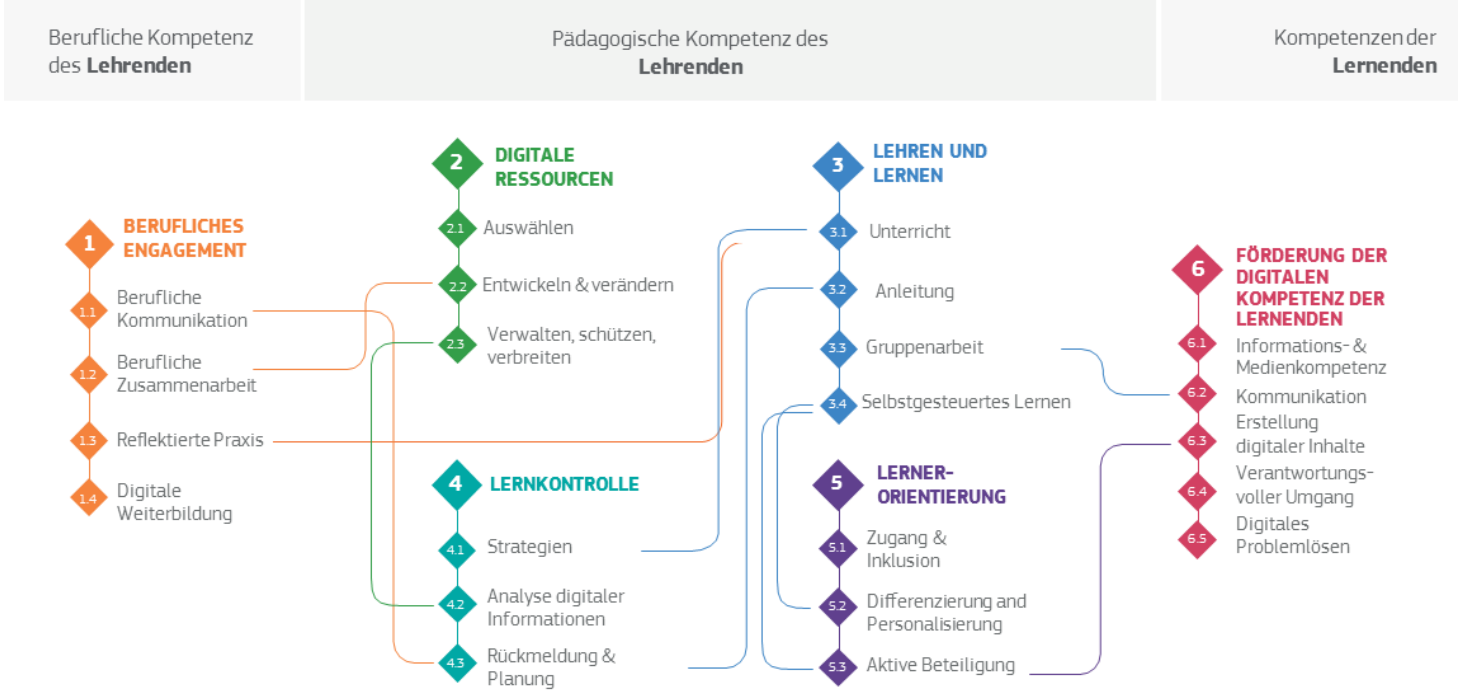 Berufliche Kompetenz
des Lehrenden
Pädagogische Kompetenz des
Lehrenden
Kompetenzen der
Lernenden
1
BERUFLICHES
ENGAGEMENT
1.1
Berufliche
Kommunikation
1.2
Berufliche
Zusammenarbeit
1.3
Reflektierte Praxis
1.4
Digitale
Weiterbildung
2
DIGITALE
RESSOURCEN
2.1
Auswählen
2.2
Entwickeln & verändern
2.3
Verwalten, schützen,
verbreiten
3
LEHREN UND
LERNEN
3.1
Unterricht
3.2
Anleitung
3.3
Gruppenarbeit
3.4
Selbstgesteuertes Lernen
4
LERNKONTROLLE
4.1
Strategien
4.2
Analyse digitaler
Informationen
4.3
Rückmeldung &
Planung
5
LERNER-
ORIENTIERUNG
5.1
Zugang &
Inklusion
5.2
Differenzierung and
Personalisierung
5.3
Aktive Beteiligung
6
FÖRDERUNG DER
DIGITALEN
KOMPETENZ DER
LERNENDEN
6.1
Informations- &
Medienkompetenz
6.2
Kommunikation
6.3
Erstellung
digitaler Inhalte
6.4
Verantwortungs-
voller Umgang
6.5
Digitales
Problemlösen